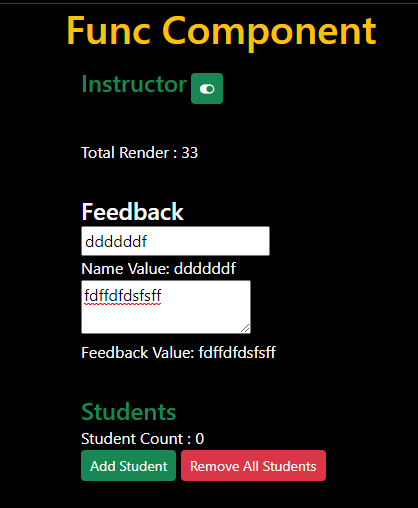 Func Component
Instructor
Total Render : 33
Feedback
ddddddf
Name Value: ddddddf
fdffdfdsfsff
Feedback Value: fdffdfdsfsff
Students
Student Count : 0
Add Student Remove All Students